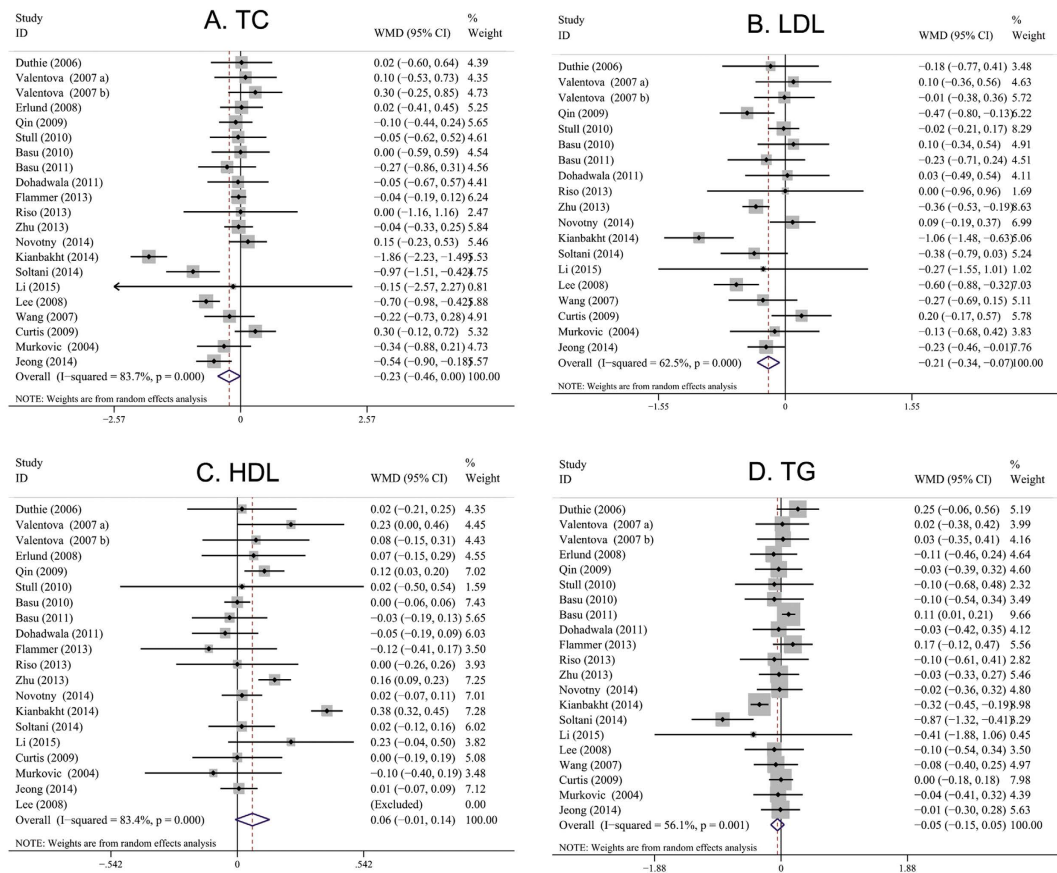 A. TC
Study
ID
WMD (95% CI)
%
Weight
Duthie (2006) 0.02 (−0.60, 0.64) 4.39
Valentova (2007 a) 0.10 (−0.53, 0.73) 4.35
Valentova (2007 b) 0.30 (−0.25, 0.85) 4.73
Erlund (2008) 0.02 (−0.41, 0.45) 5.25
Qin (2009) −0.10 (−0.44, 0.24) 5.65
Stull (2010) −0.05 (−0.62, 0.52) 4.61
Basu (2010) 0.00 (−0.59, 0.59) 4.54
Basu (2011) −0.27 (−0.86, 0.31) 4.56
Dohadwala (2011) −0.05 (−0.67, 0.57) 4.41
Flammer (2013) −0.04 (−0.19, 0.12) 6.24
Riso (2013) 0.00 (−1.16, 1.16) 2.47
Zhu (2013) −0.04 (−0.33, 0.25) 5.84
Novotny (2014) 0.15 (−0.23, 0.53) 5.46
Kianbakht (2014) −1.86 (−2.23, −1.49) 5.53
Soltani (2014) −0.97 (−1.51, −0.42) 4.75
Li (2015) −0.15 (−2.57, 2.27) 0.81
Lee (2008) −0.70 (−0.98, −0.42) 5.88
Wang (2007) −0.22 (−0.73, 0.28) 4.91
Curtis (2009) 0.30 (−0.12, 0.72) 5.32
Murkovic (2004) −0.34 (−0.88, 0.21) 4.73
Jeong (2014) −0.54 (−0.90, −0.18) 5.57
Overall (I−squared = 83.7%, p = 0.000) −0.23 (−0.46, 0.00) 100.00
NOTE: Weights are from random effects analysis
−2.57 0 2.57
B. LDL
Study
ID
WMD (95% CI)
%
Weight
Duthie (2006) −0.18 (−0.77, 0.41) 3.48
Valentova (2007 a) 0.10 (−0.36, 0.56) 4.63
Valentova (2007 b) −0.01 (−0.38, 0.36) 5.72
Qin (2009) −0.47 (−0.80, −0.13) 6.22
Stull (2010) −0.02 (−0.21, 0.17) 8.29
Basu (2010) 0.10 (−0.34, 0.54) 4.91
Basu (2011) −0.23 (−0.71, 0.24) 4.51
Dohadwala (2011) 0.03 (−0.49, 0.54) 4.11
Riso (2013) 0.00 (−0.96, 0.96) 1.69
Zhu (2013) −0.36 (−0.53, −0.19) 8.63
Novotny (2014) 0.09 (−0.19, 0.37) 6.99
Kianbakht (2014) −1.06 (−1.48, −0.63) 5.06
Soltani (2014) −0.38 (−0.79, 0.03) 5.24
Li (2015) −0.27 (−1.55, 1.01) 1.02
Lee (2008) −0.60 (−0.88, −0.32) 7.03
Wang (2007) −0.27 (−0.69, 0.15) 5.11
Curtis (2009) 0.20 (−0.17, 0.57) 5.78
Murkovic (2004) −0.13 (−0.68, 0.42) 3.83
Jeong (2014) −0.23 (−0.46, −0.01) 7.76
Overall (I−squared = 62.5%, p = 0.000) −0.21 (−0.34, −0.07) 100.00
NOTE: Weights are from random effects analysis
−1.55 0 1.55
C. HDL
Study
ID
WMD (95% CI)
%
Weight
Duthie (2006) 0.02 (−0.21, 0.25) 4.35
Valentova (2007 a) 0.23 (0.00, 0.46) 4.45
Valentova (2007 b) 0.08 (−0.15, 0.31) 4.43
Erlund (2008) 0.07 (−0.15, 0.29) 4.55
Qin (2009) 0.12 (0.03, 0.20) 7.02
Stull (2010) 0.02 (−0.50, 0.54) 1.59
Basu (2010) 0.00 (−0.06, 0.06) 7.43
Basu (2011) −0.03 (−0.19, 0.13) 5.65
Dohadwala (2011) −0.05 (−0.19, 0.09) 6.03
Flammer (2013) −0.12 (−0.41, 0.17) 3.50
Riso (2013) 0.00 (−0.26, 0.26) 3.93
Zhu (2013) 0.16 (0.09, 0.23) 7.25
Novotny (2014) 0.02 (−0.07, 0.11) 7.01
Kianbakht (2014) 0.38 (0.32, 0.45) 7.28
Soltani (2014) 0.02 (−0.12, 0.16) 6.02
Li (2015) 0.23 (−0.04, 0.50) 3.82
Curtis (2009) 0.00 (−0.19, 0.19) 5.08
Murkovic (2004) −0.10 (−0.40, 0.19) 3.48
Jeong (2014) 0.01 (−0.07, 0.09) 7.12
Lee (2008) (Excluded) 0.00
Overall (I−squared = 83.4%, p = 0.000) 0.06 (−0.01, 0.14) 100.00
NOTE: Weights are from random effects analysis
−.542 0 .542
D. TG
Study
ID
WMD (95% CI)
%
Weight
Duthie (2006) 0.25 (−0.06, 0.56) 5.19
Valentova (2007 a) 0.02 (−0.38, 0.42) 3.99
Valentova (2007 b) 0.03 (−0.35, 0.41) 4.16
Erlund (2008) −0.11 (−0.46, 0.24) 4.64
Qin (2009) −0.03 (−0.39, 0.32) 4.60
Stull (2010) −0.10 (−0.68, 0.48) 2.32
Basu (2010) −0.10 (−0.54, 0.34) 3.49
Basu (2011) 0.11 (0.01, 0.21) 9.66
Dohadwala (2011) −0.03 (−0.42, 0.35) 4.12
Flammer (2013) 0.17 (−0.12, 0.47) 5.56
Riso (2013) −0.10 (−0.61, 0.41) 2.82
Zhu (2013) −0.03 (−0.33, 0.27) 5.46
Novotny (2014) −0.02 (−0.36, 0.32) 4.80
Kianbakht (2014) −0.32 (−0.45, −0.19) 8.98
Soltani (2014) −0.87 (−1.32, −0.41) 3.29
Li (2015) −0.41 (−1.88, 1.06) 0.45
Lee (2008) −0.10 (−0.54, 0.34) 3.50
Wang (2007) −0.08 (−0.40, 0.25) 4.97
Curtis (2009) 0.00 (−0.18, 0.18) 7.98
Murkovic (2004) −0.04 (−0.41, 0.32) 4.39
Jeong (2014) −0.01 (−0.30, 0.28) 5.63
Overall (I−squared = 56.1%, p = 0.001) −0.05 (−0.15, 0.05) 100.00
NOTE: Weights are from random effects analysis
−1.88 0 1.88